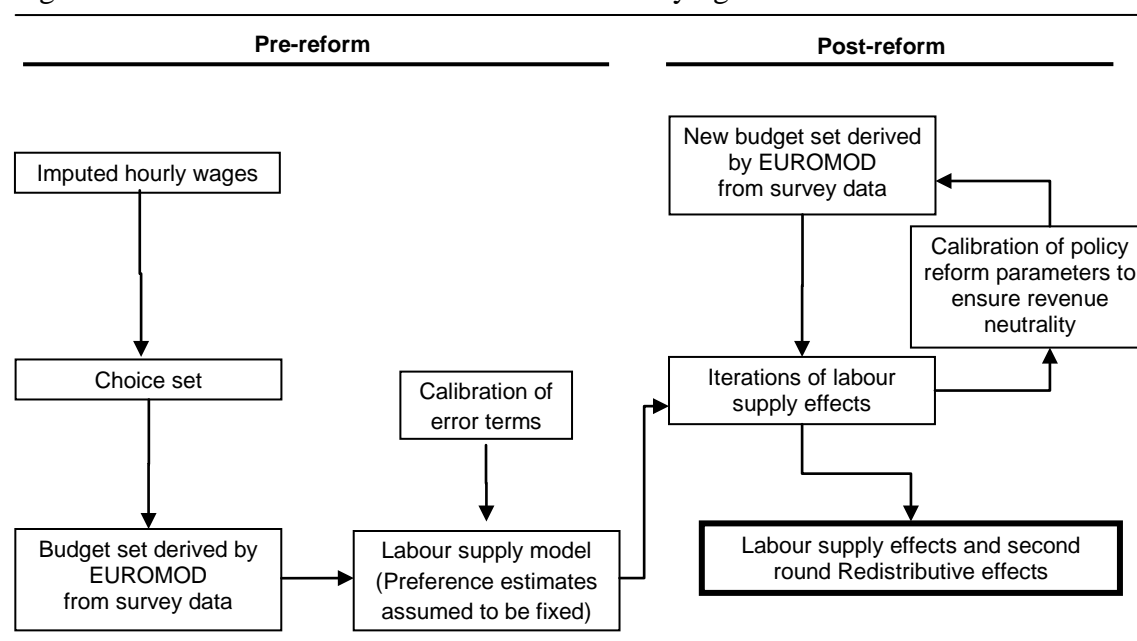 Pre-reform
Post-reform
Imputed hourly wages
Choice set
Budget set derived by
EUROMOD
from survey data
Calibration of
error terms
Labour supply model
(Preference estimates
assumed to be fixed)
New budget set derived
by EUROMOD
from survey data
Calibration of policy
reform parameters to
ensure revenue
neutrality
Iterations of labour
supply effects
Labour supply effects and second
round Redistributive effects